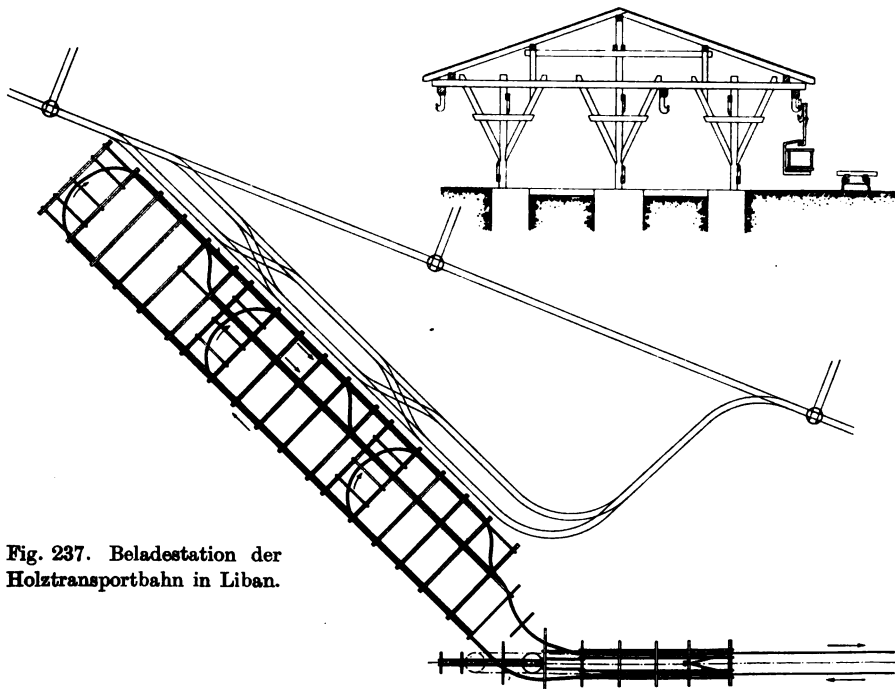 Fig. 237. Beladestation der
Holztransportbahn in Liban.